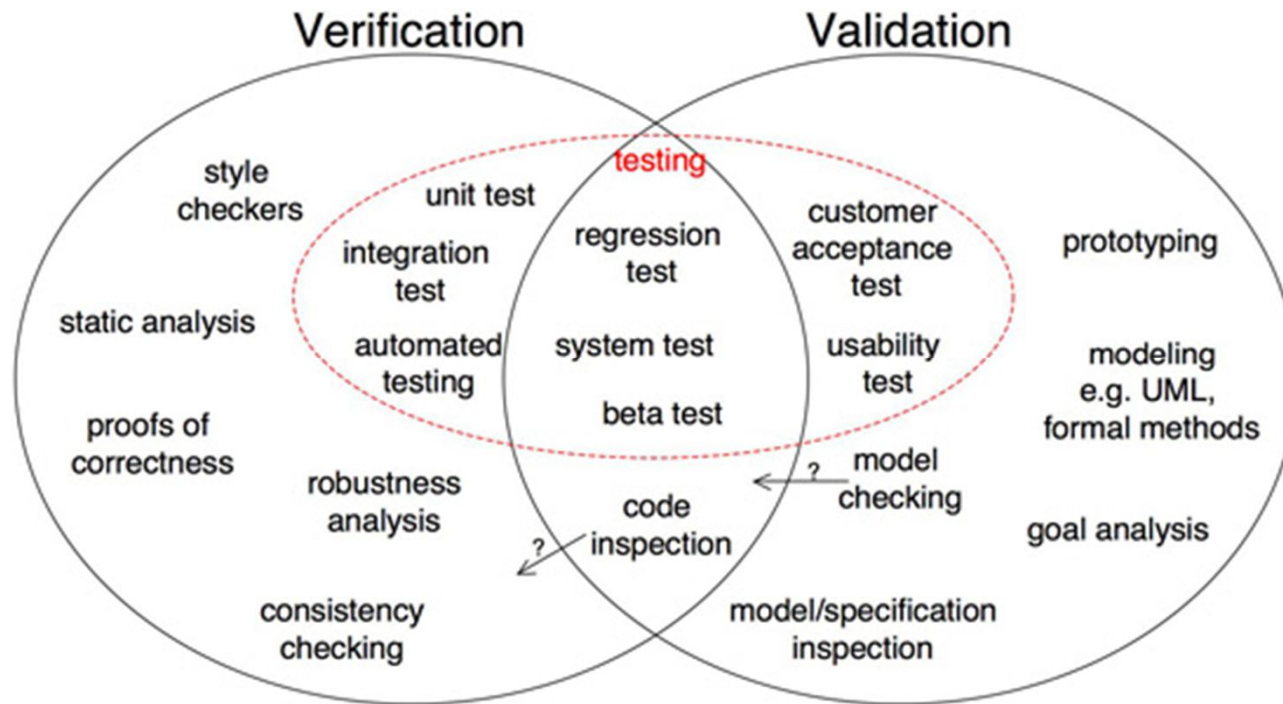 Verification
Validation
testing
style
checkers
unit test
integration
test
automated
testing
static analysis
proofs of
correctness
robustness
analysis
consistency
checking
regression
test
system test
beta test
code
inspection
?
customer
acceptance
test
usability
test
model
checking
?
model/specification
inspection
prototyping
modeling
e.g. UML,
formal methods
goal analysis